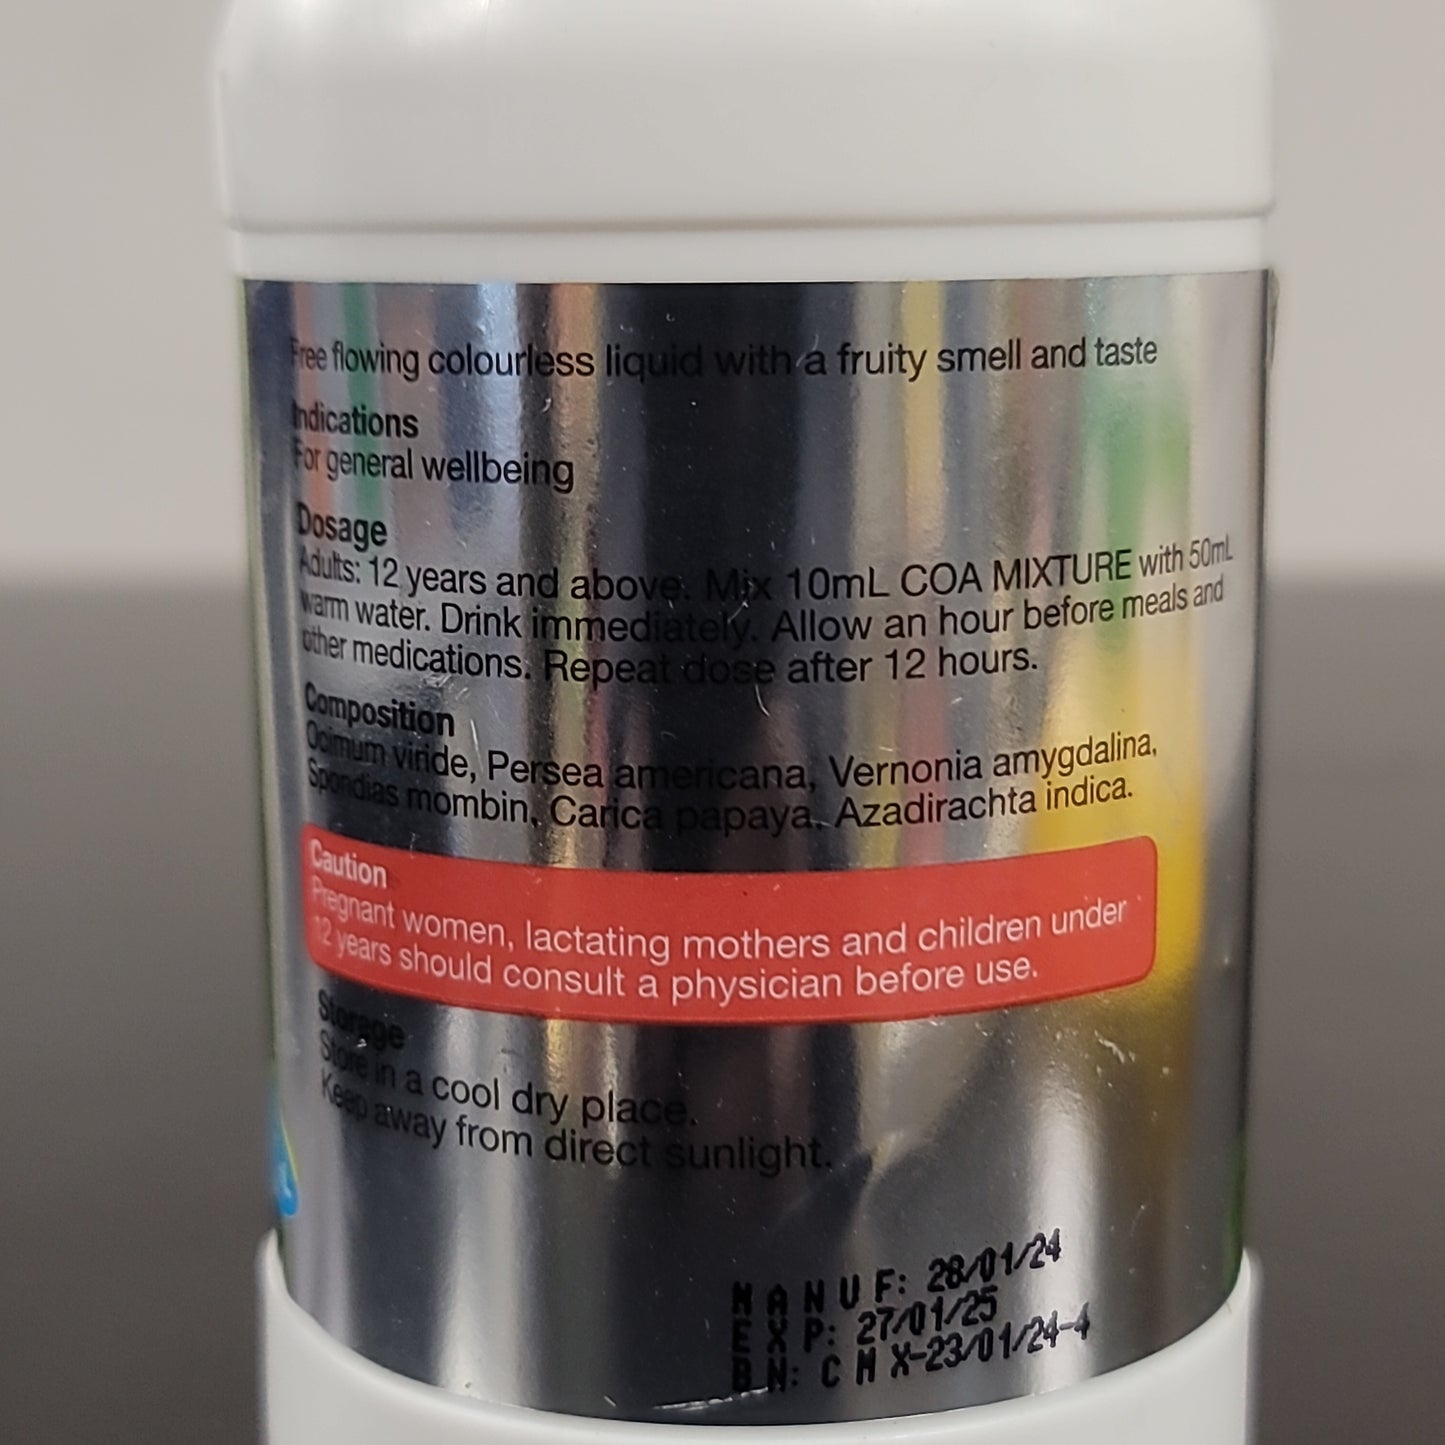 Free flowing colourless liquid with a fruity smell and taste
Indications
For general wellbeing
Dosage
Adults: 12 years and above. Mix 10mL COA MIXTURE with 50mL
warm water. Drink immediately. Allow an hour before meals and
other medications. Repeat dose after 12 hours.
Composition
Ocimum viride, Persea americana, Vernonia amygdalina,
Spondias mombin, Carica papaya, Azadirachta indica.
Caution
Pregnant women, lactating mothers and children under
12 years should consult a physician before use.
Storage
Store in a cool dry place.
Keep away from direct sunlight.
MANUF: 28/01/24
EXP: 27/01/25
BN: CMX-23/01/24-4